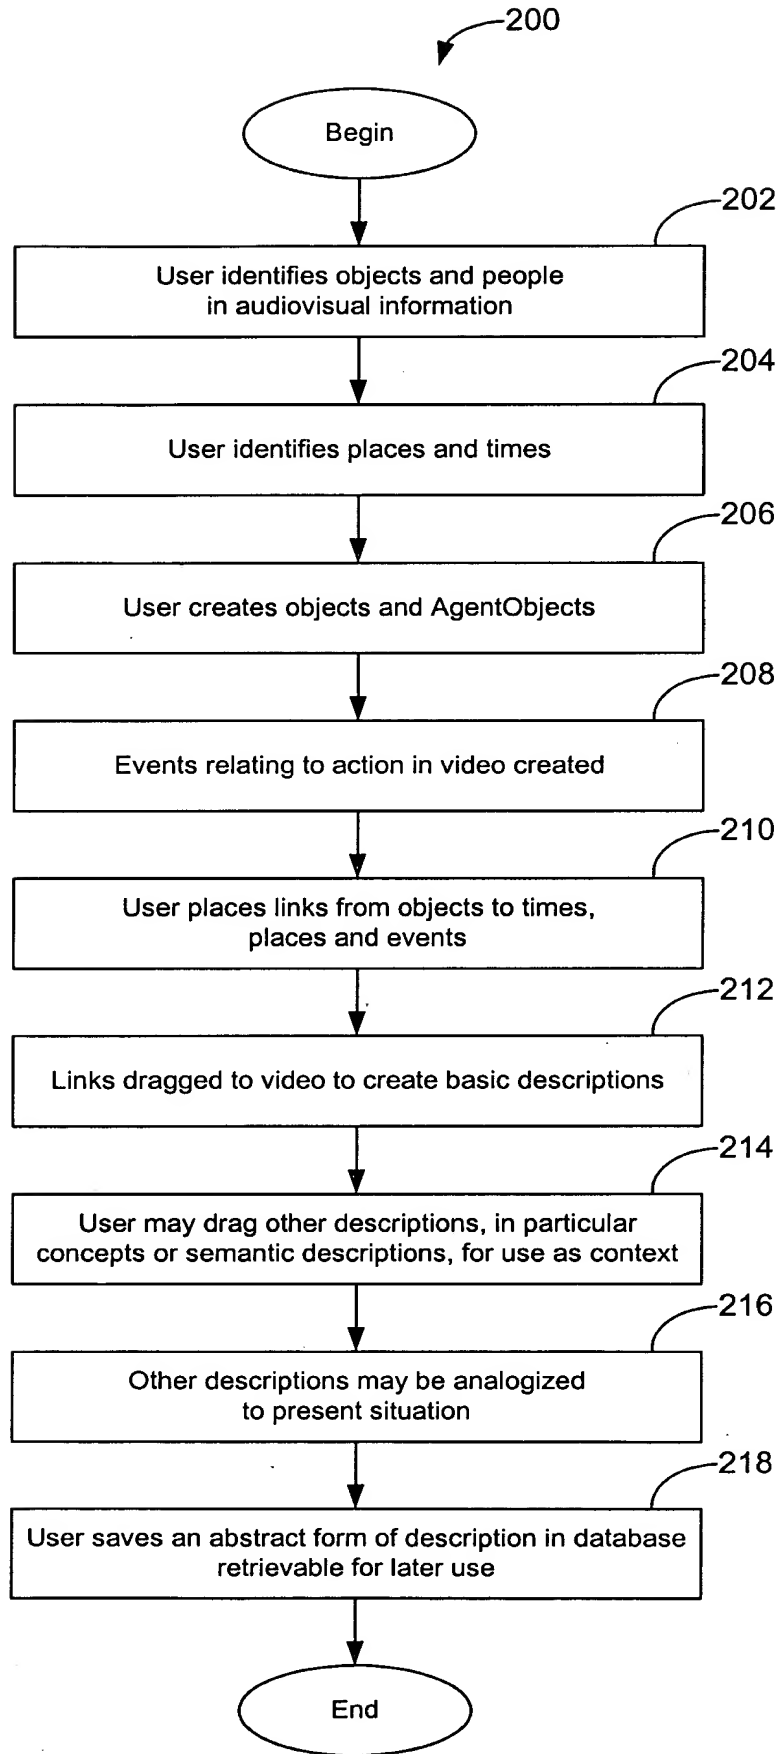 200
Begin
202
User identifies objects and people
in audiovisual information
204
User identifies places and times
206
User creates objects and AgentObjects
208
Events relating to action in video created
210
User places links from objects to times,
places and events
212
Links dragged to video to create basic descriptions
214
User may drag other descriptions, in particular
concepts or semantic descriptions, for use as context
216
Other descriptions may be analogized
to present situation
218
User saves an abstract form of description in database
retrievable for later use
End